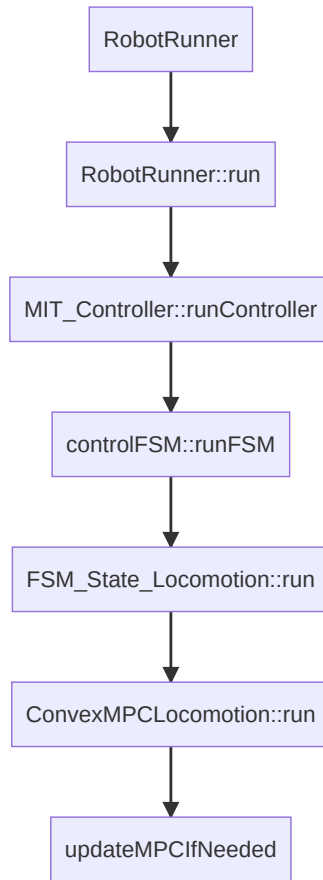 RobotRunner
RobotRunner::run
MIT_Controller::runController
controlFSM::runFSM
FSM_State_Locomotion::run
ConvexMPCLocomotion::run
updateMPCIfNeeded